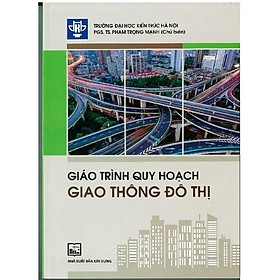 TRƯỜNG ĐẠI HỌC KIẾN TRÚC HÀ NỘI
PGS. TS. PHẠM TRỌNG MẠNH (Chủ biên)
GIÁO TRÌNH QUY HOẠCH
GIAO THÔNG ĐÔ THỊ
NHÀ XUẤT BẢN XÂY DỰNG